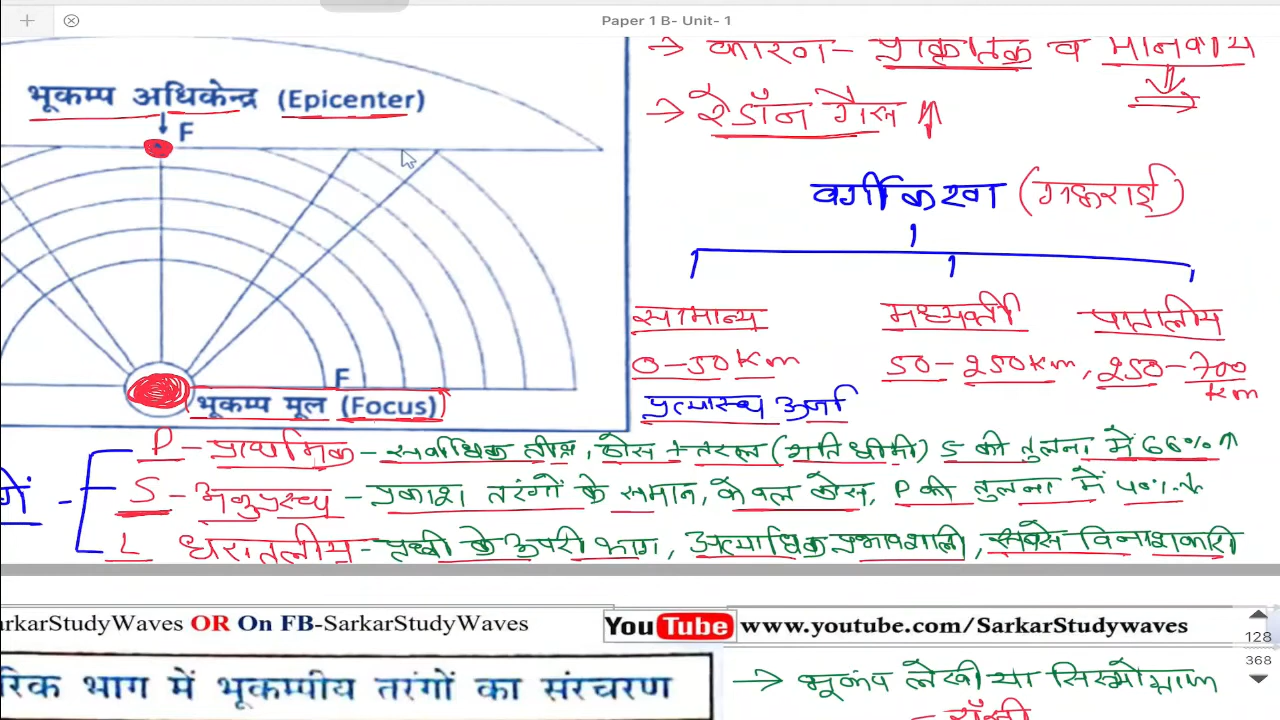 Paper 1 B- Unit- 1
→ कारण- प्राकृतिक व मानवीय
→ रेडॉन गैस ↑
भूकम्प अधिकेन्द्र (Epicenter)
F
वर्गीकरण (गहराई)
सामान्य मध्यवर्ती पातालीय
0-50 km 50-250 km, 250-700 km
प्रत्यास्थ ऊर्जा
F
भूकम्प मूल (Focus)
P - प्राथमिक - सर्वाधिक तीव्र, ठोस + तरल (गति धीमी) S की तुलना में 66% ↑
S - अनुप्रस्थ - प्रकाश तरंगों के समान, केवल ठोस, P की तुलना में 40% ↓
L धरातलीय - पृथ्वी के ऊपरी भाग, अत्याधिक प्रभावशाली, सबसे विनाशकारी
arkarStudyWaves OR On FB-SarkarStudyWaves
YouTube www.youtube.com/SarkarStudywaves
128
368
रिक भाग में भूकम्पीय तरंगों का संरचरण
→ भूकंप लेखी या सिस्मोग्राफ